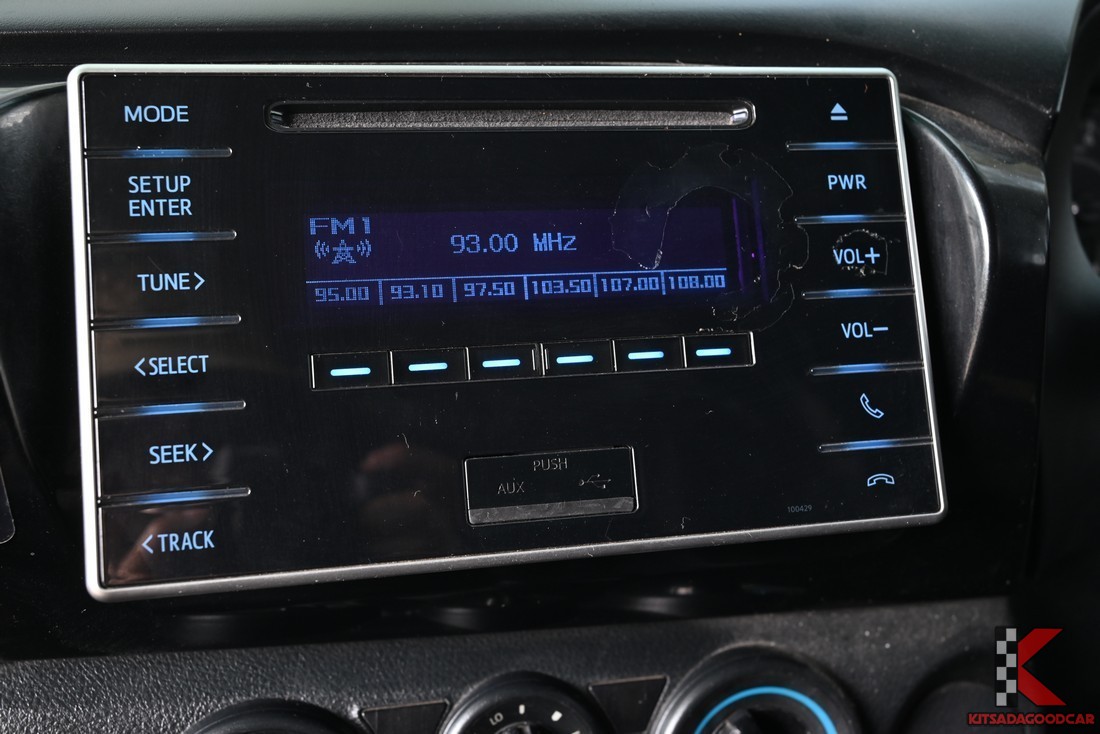 MODE
SETUP
ENTER
TUNE>
<SELECT
SEEK>
<TRACK
FM1
93.00 MHz
95.00 93.10 97.50 103.50 107.00 108.00
PUSH
AUX
PWR
VOL+
VOL−
100429
LO
KITSADAGOODCAR